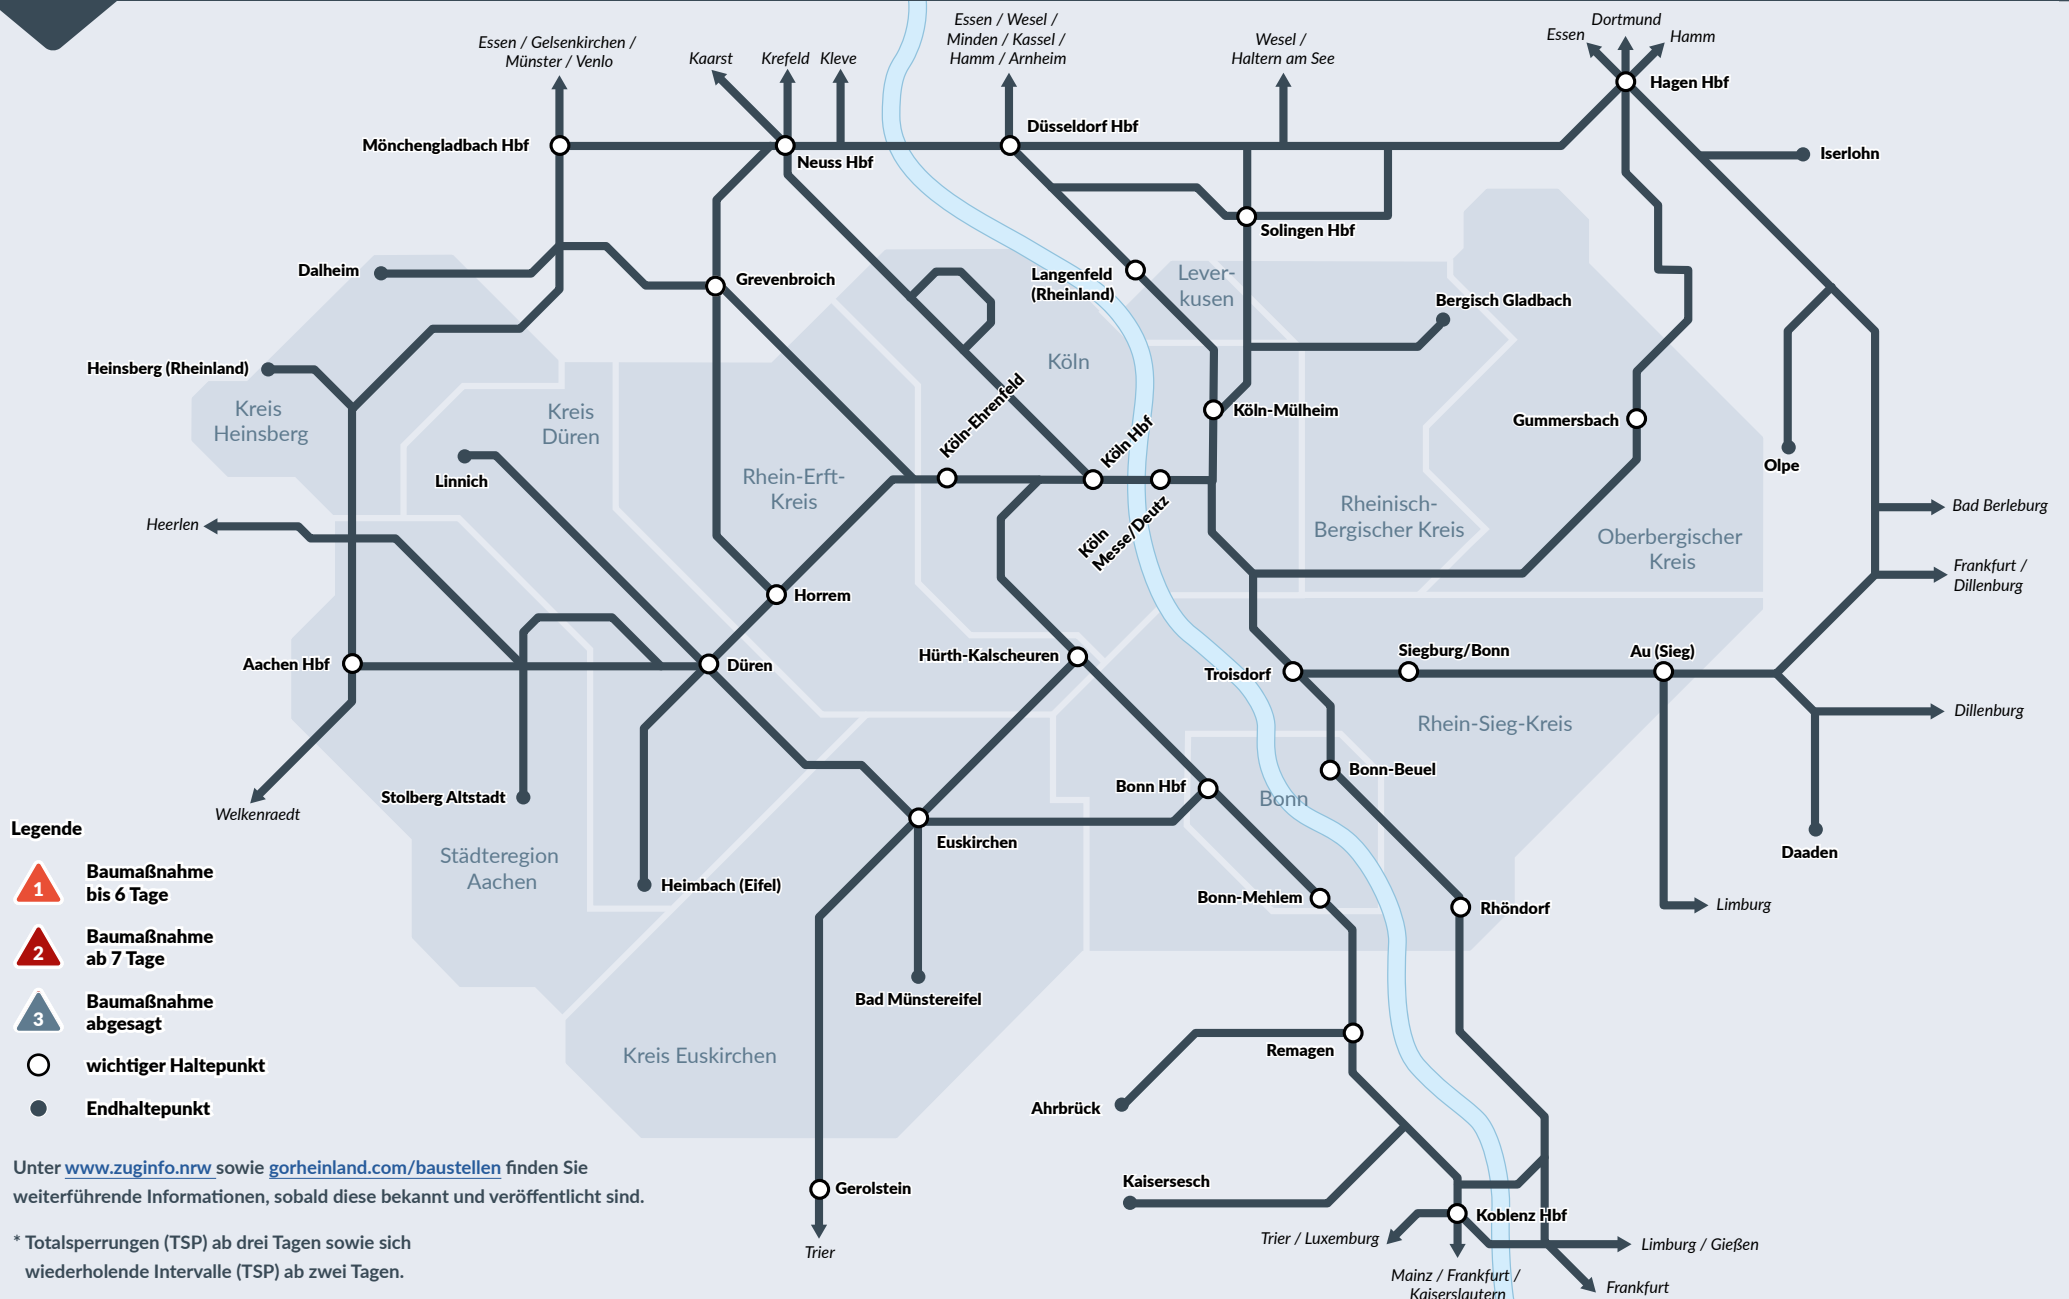 Essen / Gelsenkirchen /
Münster / Venlo
Kaarst
Krefeld
Kleve
Essen / Wesel /
Minden / Kassel /
Hamm / Arnheim
Wesel /
Haltern am See
Dortmund
Essen
Hamm
Hagen Hbf
Mönchengladbach Hbf
Neuss Hbf
Düsseldorf Hbf
Iserlohn
Solingen Hbf
Dalheim
Grevenbroich
Langenfeld
(Rheinland)
Lever-
kusen
Bergisch Gladbach
Heinsberg (Rheinland)
Köln
Kreis
Heinsberg
Kreis
Düren
Köln-Ehrenfeld
Köln Hbf
Köln-Mülheim
Gummersbach
Olpe
Linnich
Rhein-Erft-
Kreis
Rheinisch-
Bergischer Kreis
Oberbergischer
Kreis
Bad Berleburg
Heerlen
Köln
Messe/Deutz
Frankfurt /
Dillenburg
Horrem
Aachen Hbf
Düren
Hürth-Kalscheuren
Troisdorf
Siegburg/Bonn
Au (Sieg)
Rhein-Sieg-Kreis
Dillenburg
Bonn-Beuel
Bonn Hbf
Bonn
Stolberg Altstadt
Welkenraedt
Euskirchen
Daaden
Städteregion
Aachen
Heimbach (Eifel)
Bonn-Mehlem
Rhöndorf
Limburg
Bad Münstereifel
Kreis Euskirchen
Remagen
Ahrbrück
Kaisersesch
Gerolstein
Trier
Koblenz Hbf
Trier / Luxemburg
Limburg / Gießen
Mainz / Frankfurt /
Kaiserslautern
Frankfurt
Legende
1
Baumaßnahme
bis 6 Tage
2
Baumaßnahme
ab 7 Tage
3
Baumaßnahme
abgesagt
wichtiger Haltepunkt
Endhaltepunkt
Unter www.zuginfo.nrw sowie gorheinland.com/baustellen finden Sie
weiterführende Informationen, sobald diese bekannt und veröffentlicht sind.
* Totalsperrungen (TSP) ab drei Tagen sowie sich
wiederholende Intervalle (TSP) ab zwei Tagen.